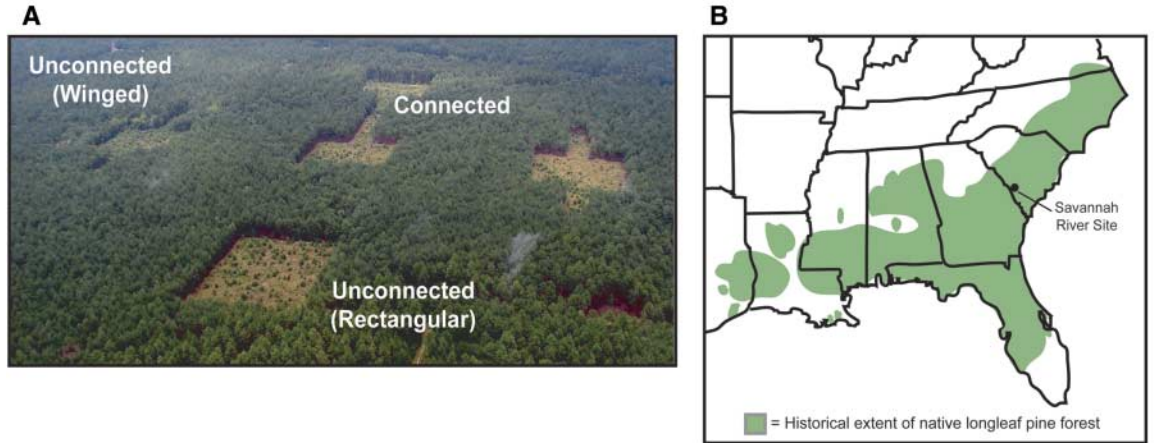 A
Unconnected
(Winged)
Connected
Unconnected
(Rectangular)
B
Savannah
River Site
= Historical extent of native longleaf pine forest